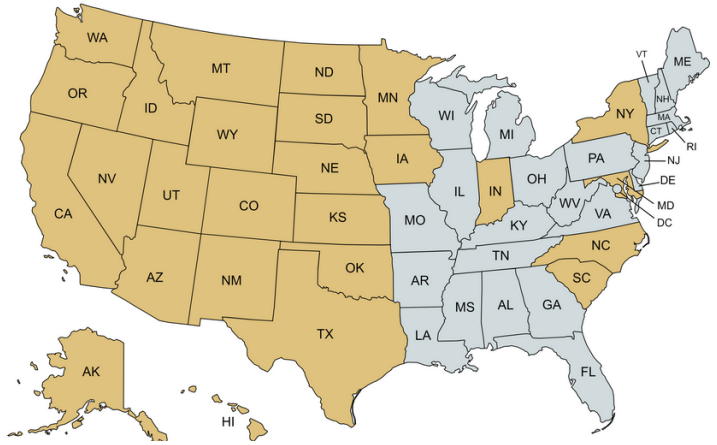 WA
MT
ND
MN
OR
ID
SD
WI
MI
VT
ME
NH
NY
MA
CT
RI
WY
IA
NE
PA
NJ
NV
UT
CO
IL
IN
OH
DE
MD
DC
WV
VA
CA
KS
MO
KY
AZ
NM
OK
AR
TN
NC
SC
TX
LA
MS
AL
GA
FL
AK
HI